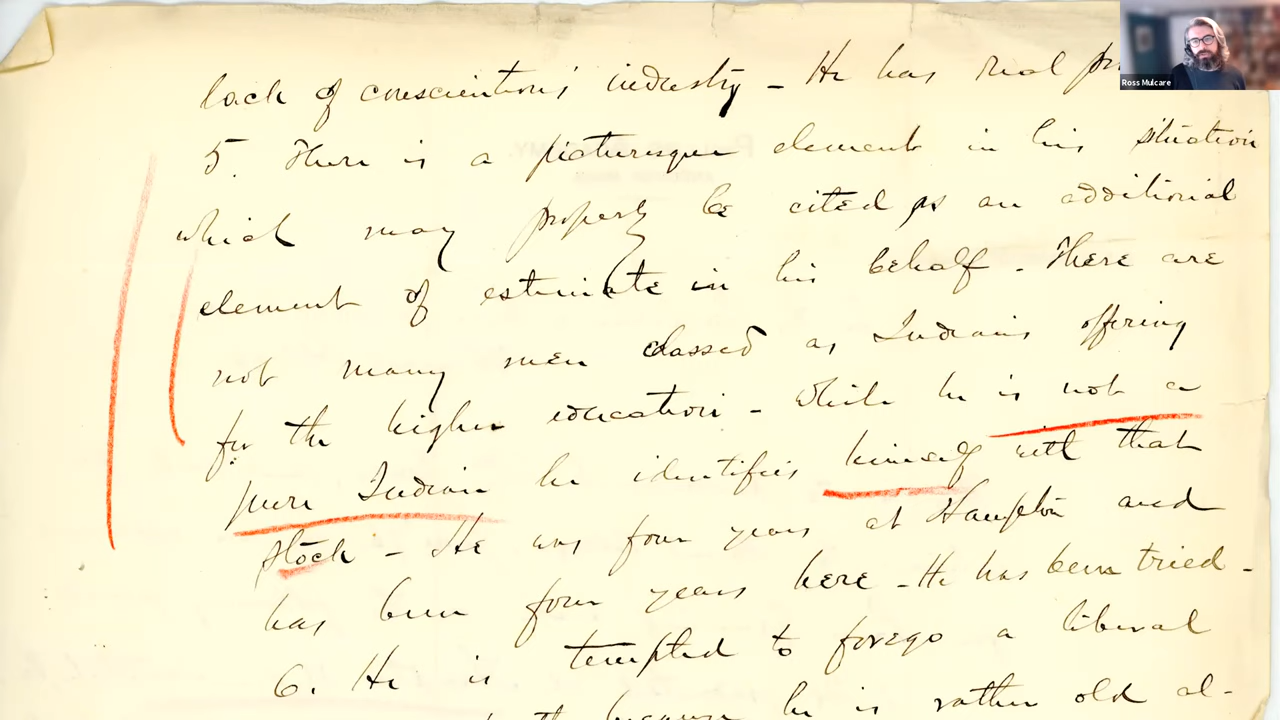 lack of conscientious industry - He has real
Ross Mulcare
5. There is a picturesque element in his situation
which may properly be cited as an additional
element of estimate in his behalf. There are
not many men classed as Indians offering
for the higher education - While he is not a
pure Indian he identifies himself with that
stock - He was four years at Hampton and
has been four years here - He has been tried -
6. He is tempted to forego a liberal
because he is rather old al-